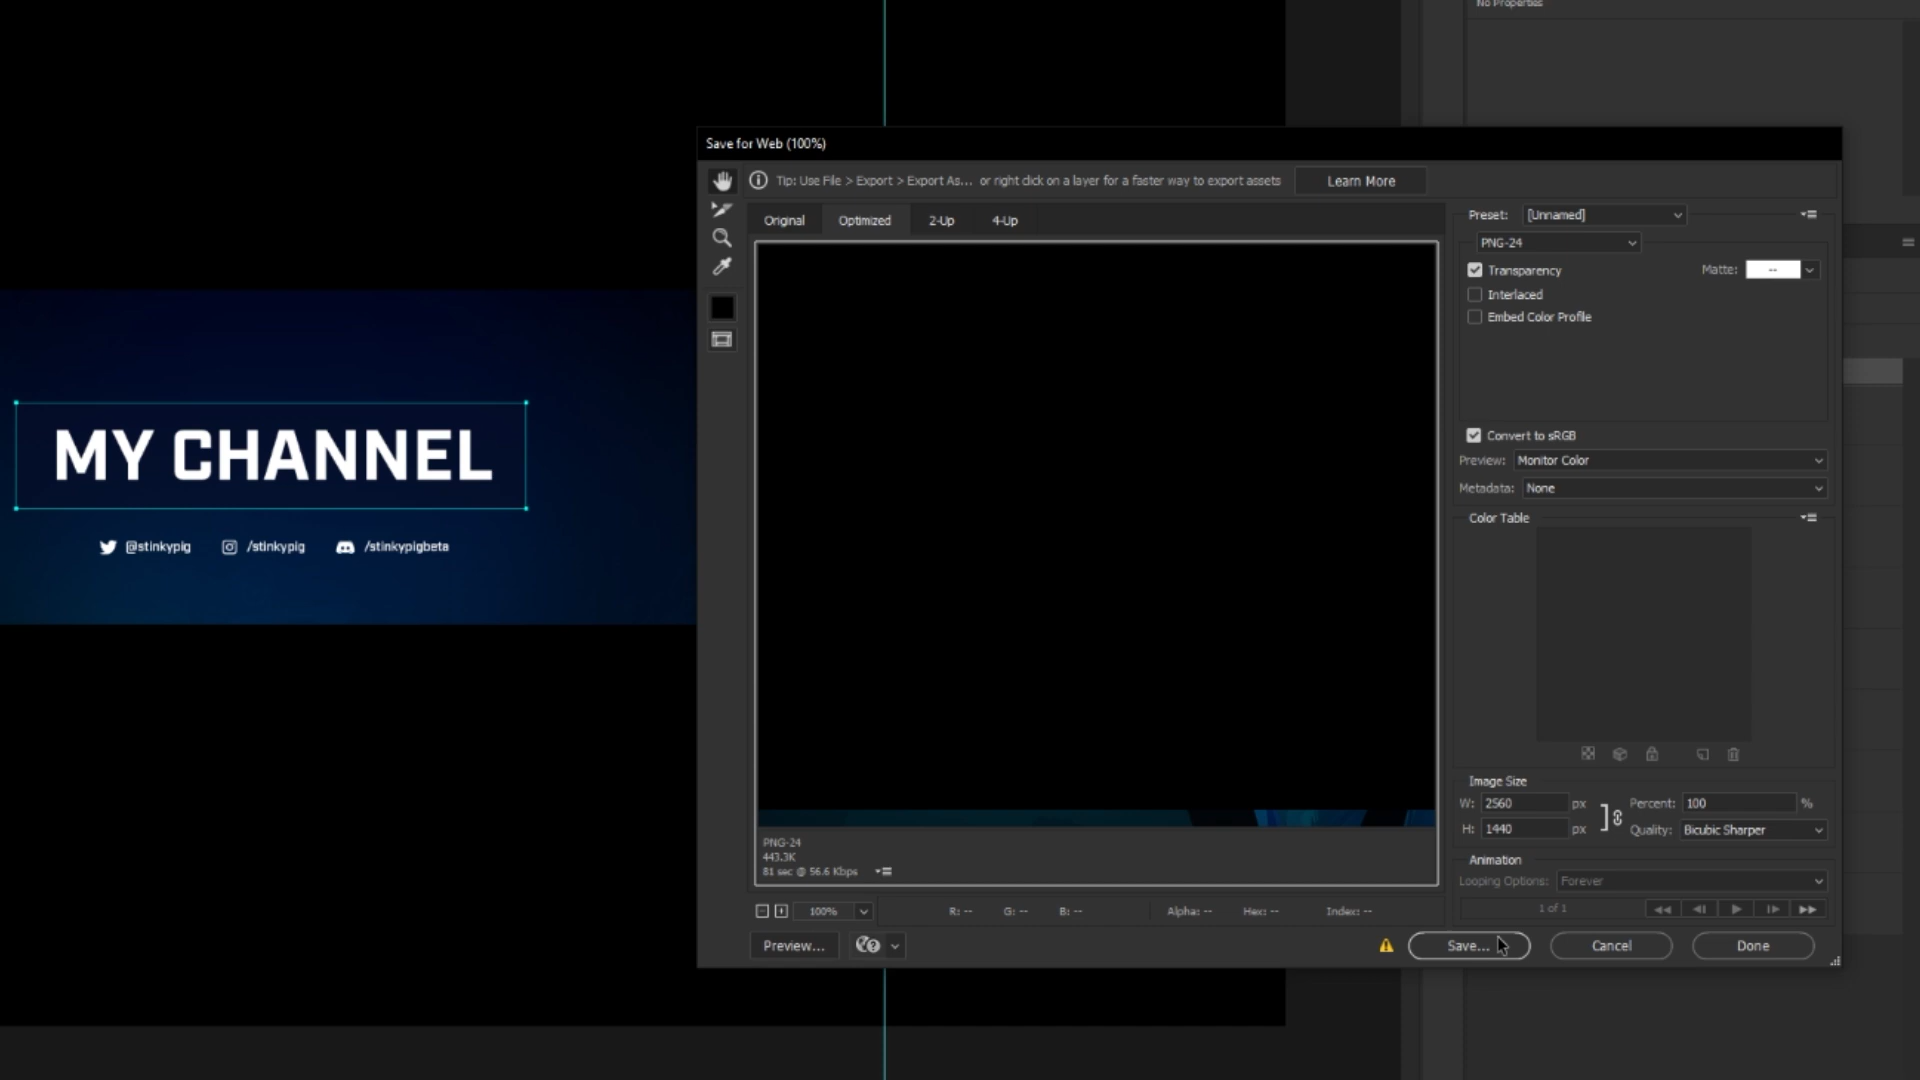 No Properties
Save for Web (100%)
Tip: Use File > Export > Export As... or right click on a layer for a faster way to export assets
Learn More
Original
Optimized
2-Up
4-Up
Preset:
[Unnamed]
PNG-24
Transparency
Matte:
--
Interlaced
Embed Color Profile
MY CHANNEL
@stinkypig
/stinkypig
/stinkypigbeta
Convert to sRGB
Preview:
Monitor Color
Metadata:
None
Color Table
Image Size
W:
2560
px
Percent:
100
%
H:
1440
px
Quality:
Bicubic Sharper
PNG-24
443.3K
81 sec @ 56.6 Kbps
Animation
Looping Options:
Forever
1 of 1
100%
R: --
G: --
B: --
Alpha: --
Hex: --
Index: --
Preview...
Save...
Cancel
Done